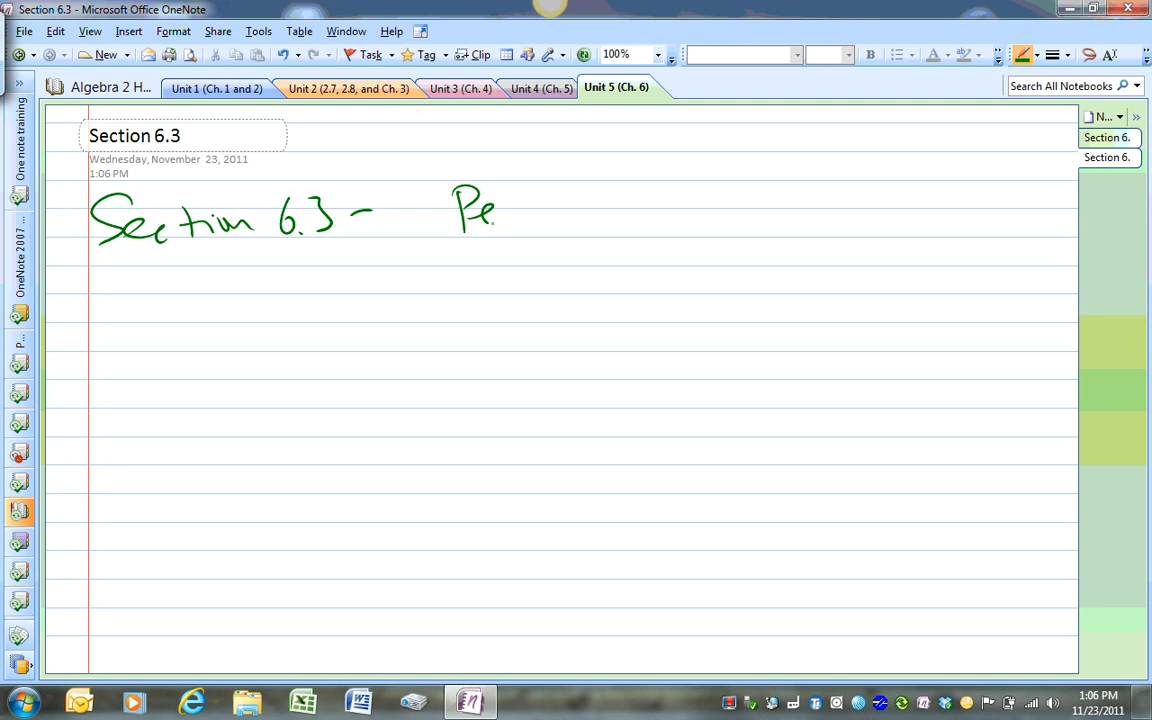 Section 6.3 - Microsoft Office OneNote
File Edit View Insert Format Share Tools Table Window Help
New Task Tag Clip 100% B A ab A
Algebra 2 H... Unit 1 (Ch. 1 and 2) Unit 2 (2.7, 2.8, and Ch. 3) Unit 3 (Ch. 4) Unit 4 (Ch. 5) Unit 5 (Ch. 6) Search All Notebooks
N...
Section 6.
Section 6.
One note training
OneNote 2007 ...
P...
Section 6.3
Wednesday, November 23, 2011
1:06 PM
Section 6.3 - Pe
1:06 PM
11/23/2011